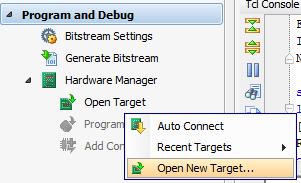 Program and Debug
Tcl Console
Bitstream Settings
Generate Bitstream
Hardware Manager
Open Target
Program
Auto Connect
Add Con
Recent Targets
Open New Target...